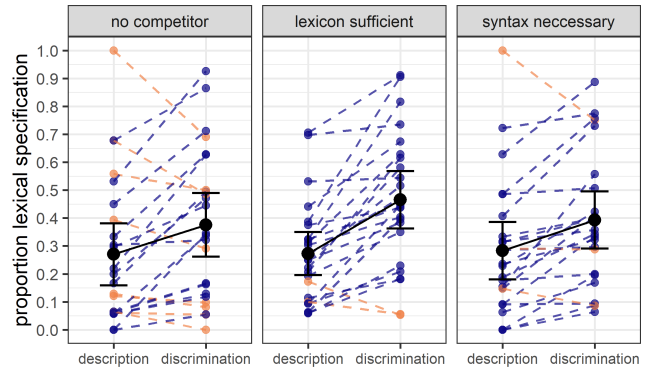 no competitor
lexicon sufficient
syntax neccessary
proportion lexical specification
1.0
0.9
0.8
0.7
0.6
0.5
0.4
0.3
0.2
0.1
0.0
description discrimination
description discrimination
description discrimination